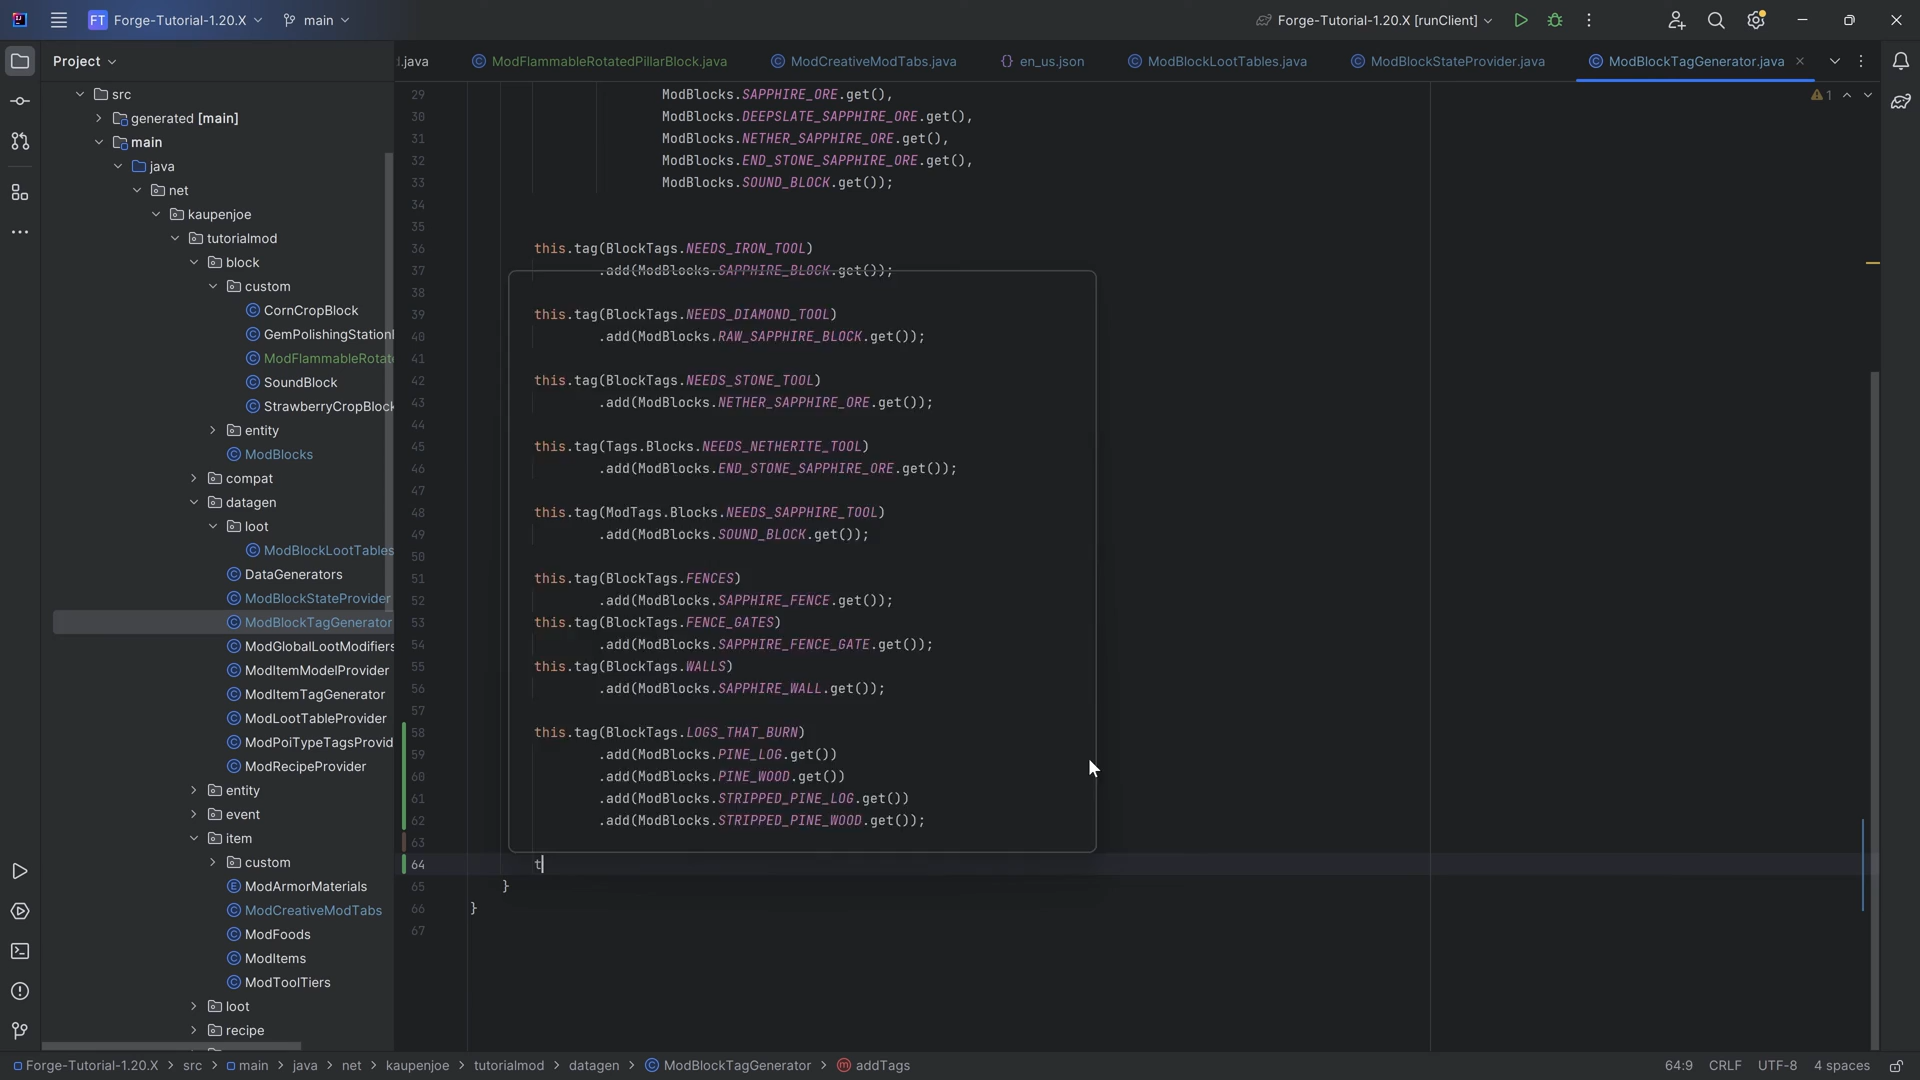 FT Forge-Tutorial-1.20.X main Forge-Tutorial-1.20.X [runClient]
Project
.java ModFlammableRotatedPillarBlock.java ModCreativeModTabs.java en_us.json ModBlockLootTables.java ModBlockStateProvider.java ModBlockTagGenerator.java
src
generated [main]
main
java
net
kaupenjoe
tutorialmod
block
custom
CornCropBlock
GemPolishingStation
ModFlammableRotate
SoundBlock
StrawberryCropBlock
entity
ModBlocks
compat
datagen
loot
ModBlockLootTables
DataGenerators
ModBlockStateProvider
ModBlockTagGenerator
ModGlobalLootModifiers
ModItemModelProvider
ModItemTagGenerator
ModLootTableProvider
ModPoiTypeTagsProvid
ModRecipeProvider
entity
event
item
custom
ModArmorMaterials
ModCreativeModTabs
ModFoods
ModItems
ModToolTiers
loot
recipe
29 ModBlocks.SAPPHIRE_ORE.get(),
30 ModBlocks.DEEPSLATE_SAPPHIRE_ORE.get(),
31 ModBlocks.NETHER_SAPPHIRE_ORE.get(),
32 ModBlocks.END_STONE_SAPPHIRE_ORE.get(),
33 ModBlocks.SOUND_BLOCK.get());
34
35
36 this.tag(BlockTags.NEEDS_IRON_TOOL)
37 .add(ModBlocks.SAPPHIRE_BLOCK.get());
38
39 this.tag(BlockTags.NEEDS_DIAMOND_TOOL)
40 .add(ModBlocks.RAW_SAPPHIRE_BLOCK.get());
41
42 this.tag(BlockTags.NEEDS_STONE_TOOL)
43 .add(ModBlocks.NETHER_SAPPHIRE_ORE.get());
44
45 this.tag(Tags.Blocks.NEEDS_NETHERITE_TOOL)
46 .add(ModBlocks.END_STONE_SAPPHIRE_ORE.get());
47
48 this.tag(ModTags.Blocks.NEEDS_SAPPHIRE_TOOL)
49 .add(ModBlocks.SOUND_BLOCK.get());
50
51 this.tag(BlockTags.FENCES)
52 .add(ModBlocks.SAPPHIRE_FENCE.get());
53 this.tag(BlockTags.FENCE_GATES)
54 .add(ModBlocks.SAPPHIRE_FENCE_GATE.get());
55 this.tag(BlockTags.WALLS)
56 .add(ModBlocks.SAPPHIRE_WALL.get());
57
58 this.tag(BlockTags.LOGS_THAT_BURN)
59 .add(ModBlocks.PINE_LOG.get())
60 .add(ModBlocks.PINE_WOOD.get())
61 .add(ModBlocks.STRIPPED_PINE_LOG.get())
62 .add(ModBlocks.STRIPPED_PINE_WOOD.get());
63
64 t
65 }
66 }
67
1
Forge-Tutorial-1.20.X > src > main > java > net > kaupenjoe > tutorialmod > datagen > ModBlockTagGenerator > addTags 64:9 CRLF UTF-8 4 spaces